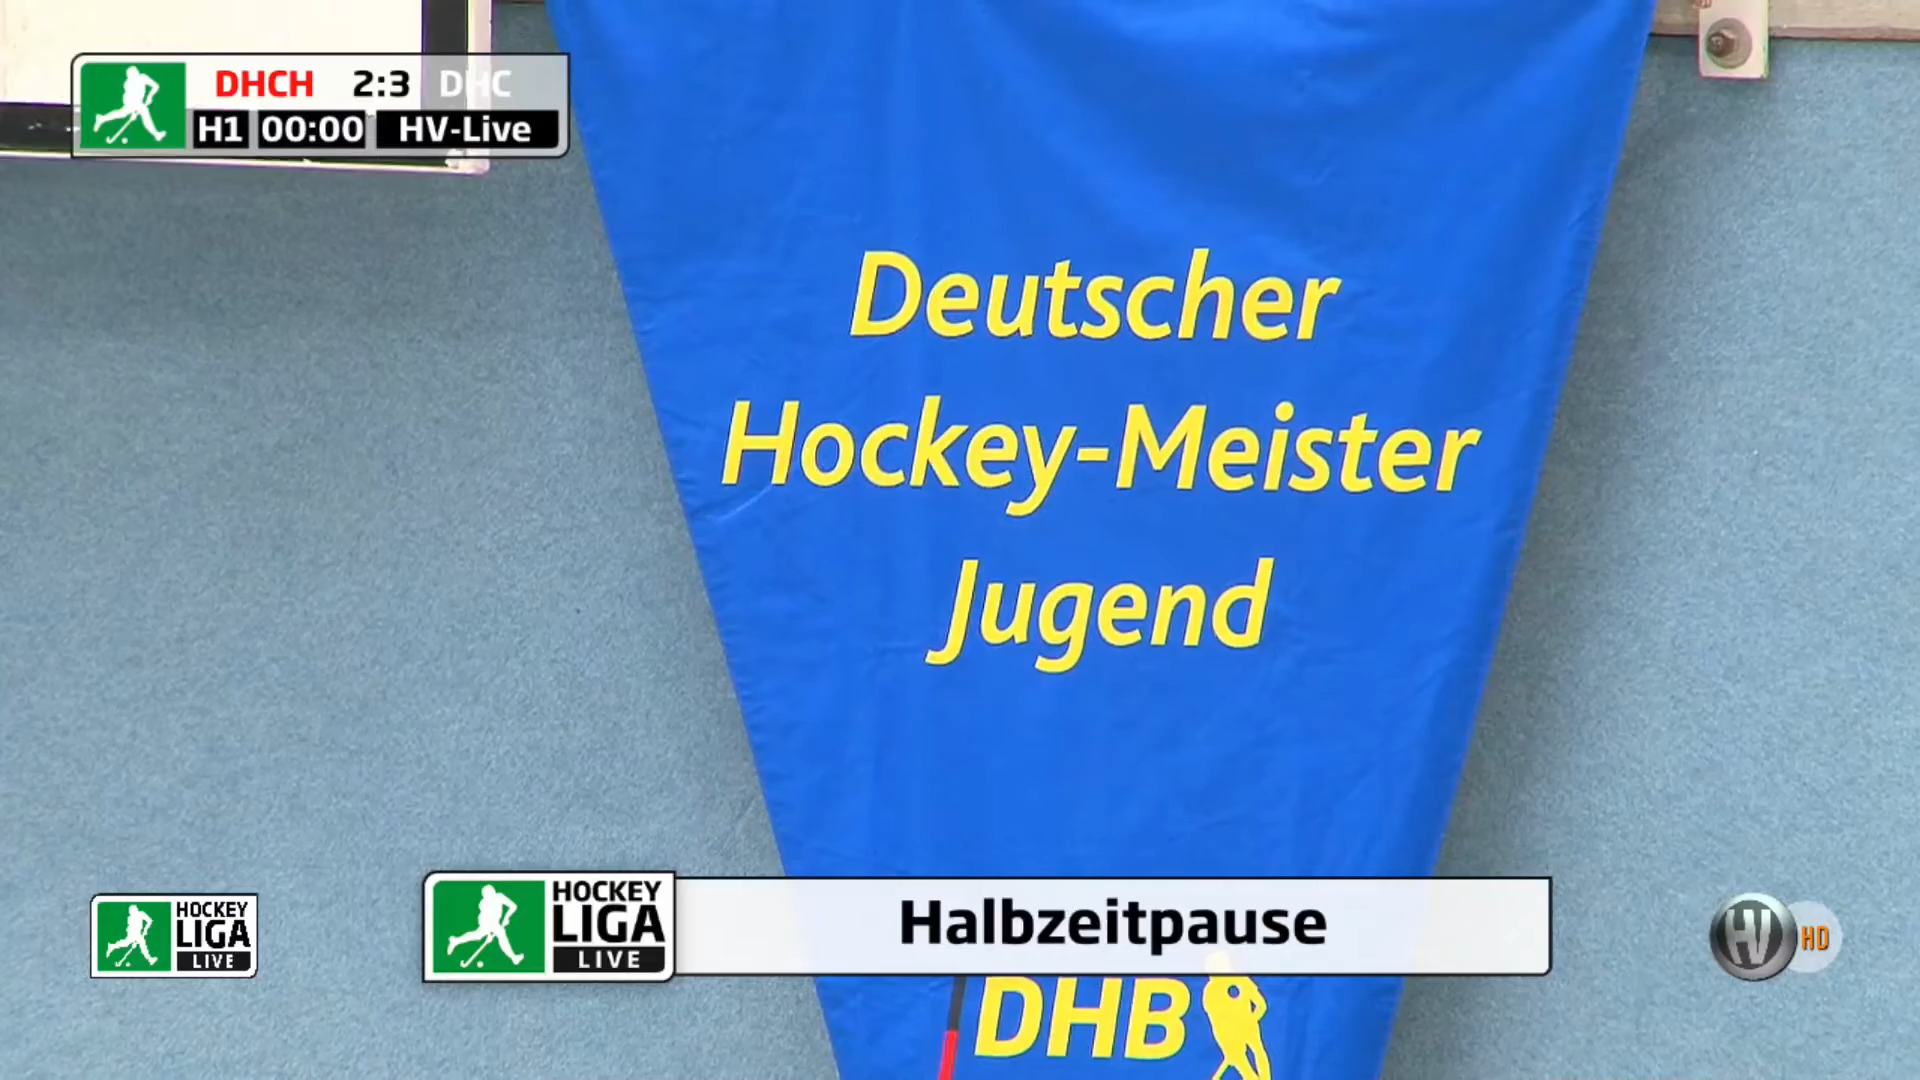 DHCH 2:3 DHC
H1 00:00 HV-Live
Deutscher
Hockey-Meister
Jugend
HOCKEY
LIGA
LIVE
HOCKEY
LIGA
LIVE
Halbzeitpause
HV HD
DHB